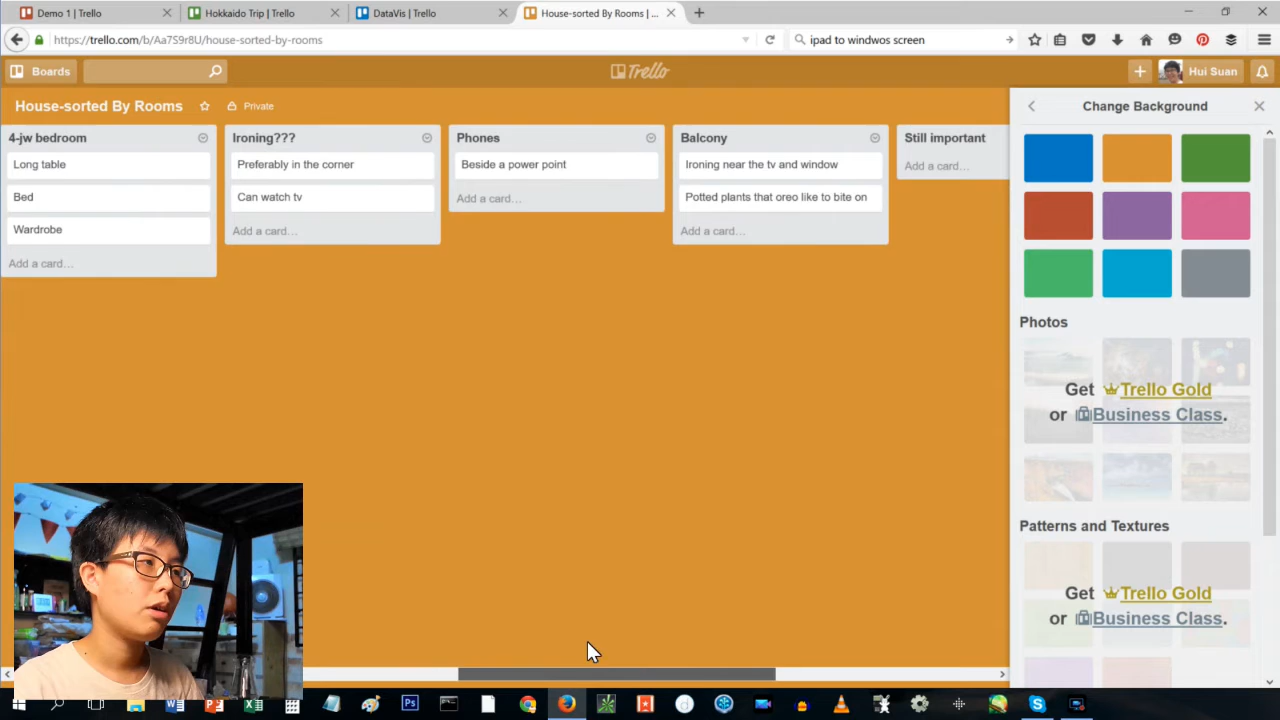 Demo 1 | Trello
Hokkaido Trip | Trello
DataVis | Trello
House-sorted By Rooms | ...
https://trello.com/b/Aa7S9r8U/house-sorted-by-rooms
ipad to windwos screen
Boards
Trello
Hui Suan
House-sorted By Rooms
Private
Change Background
4-jw bedroom
Long table
Bed
Wardrobe
Add a card...
Ironing???
Preferably in the corner
Can watch tv
Add a card...
Phones
Beside a power point
Add a card...
Balcony
Ironing near the tv and window
Potted plants that oreo like to bite on
Add a card...
Still important
Add a card...
Photos
Get Trello Gold
or Business Class.
Patterns and Textures
Get Trello Gold
or Business Class.